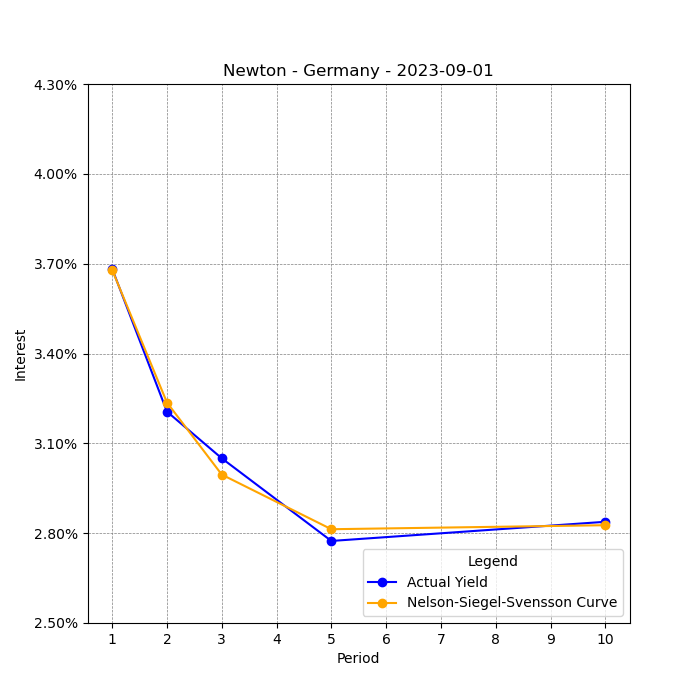 Newton - Germany - 2023-09-01
4.30%
4.00%
3.70%
3.40%
3.10%
2.80%
2.50%
Interest
1 2 3 4 5 6 7 8 9 10
Period
Legend
Actual Yield
Nelson-Siegel-Svensson Curve